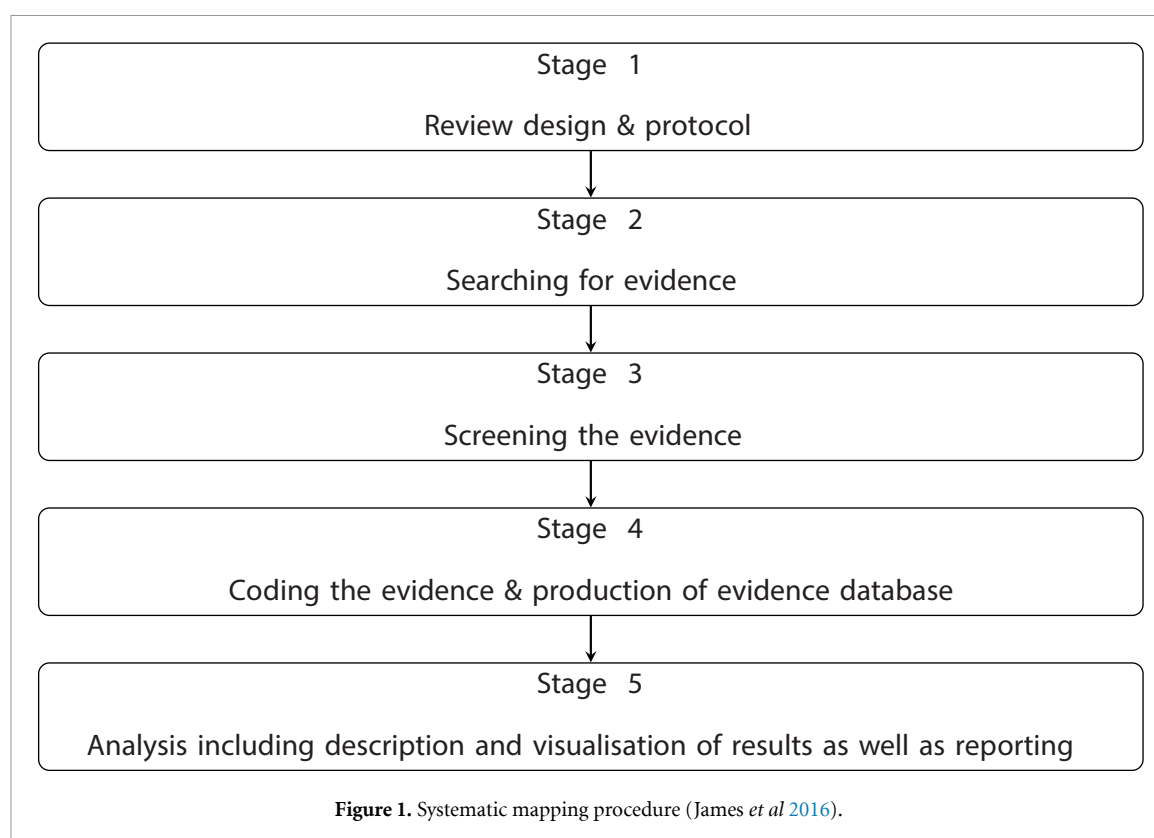 Stage 1
Review design & protocol
Stage 2
Searching for evidence
Stage 3
Screening the evidence
Stage 4
Coding the evidence & production of evidence database
Stage 5
Analysis including description and visualisation of results as well as reporting
Figure 1. Systematic mapping procedure (James et al 2016).